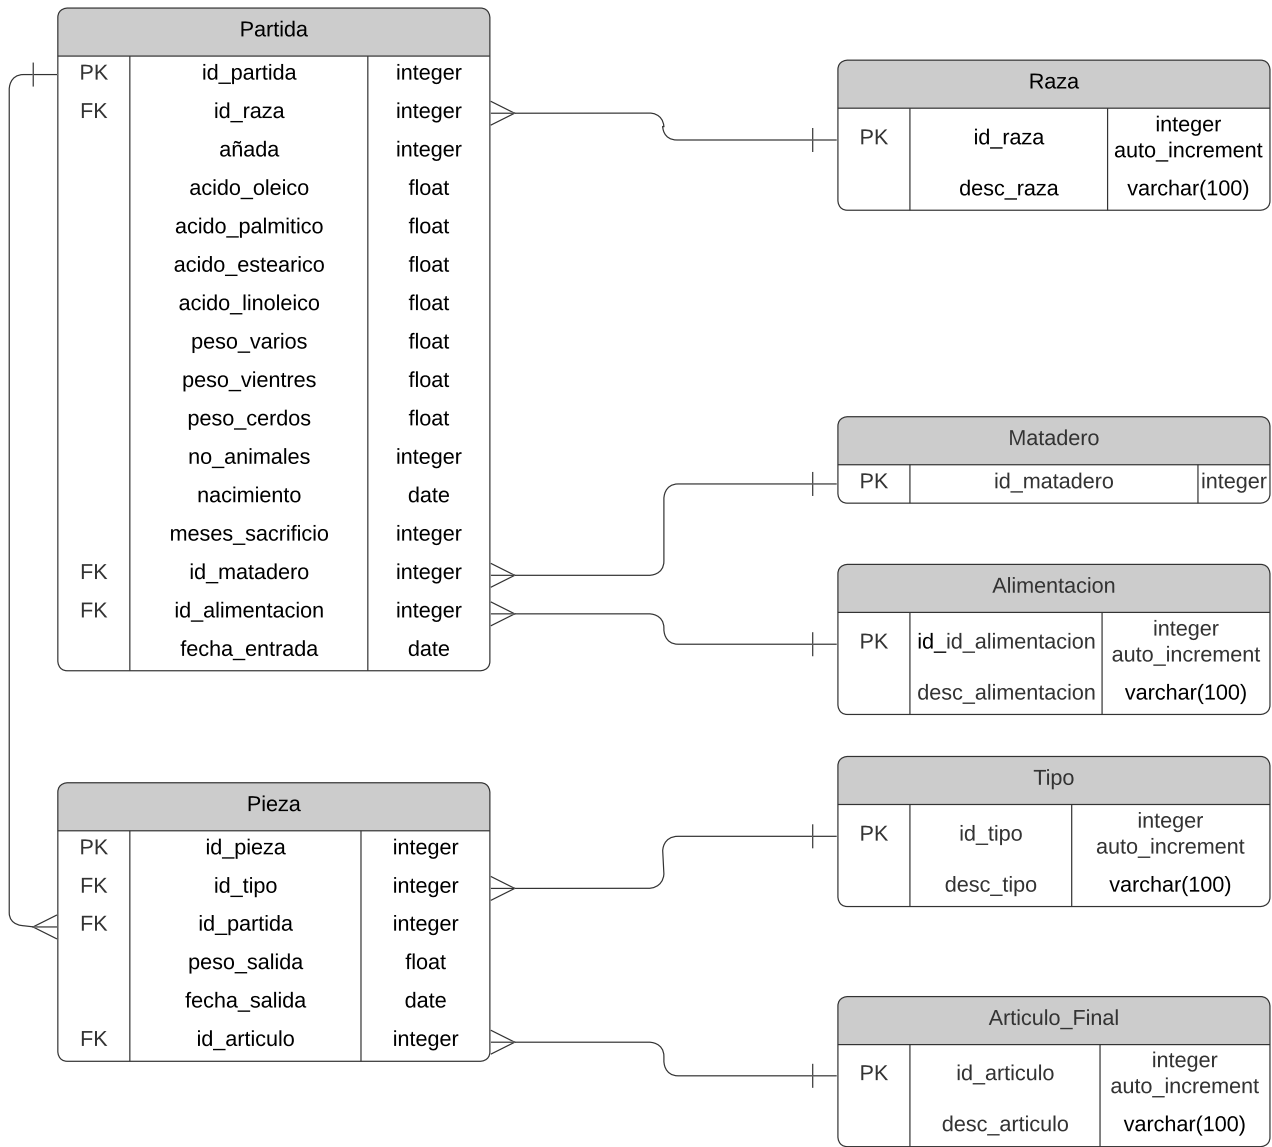 Partida
PK id_partida integer
FK id_raza integer
añada integer
acido_oleico float
acido_palmitico float
acido_estearico float
acido_linoleico float
peso_varios float
peso_vientres float
peso_cerdos float
no_animales integer
nacimiento date
meses_sacrificio integer
FK id_matadero integer
FK id_alimentacion integer
fecha_entrada date
Raza
PK id_raza integer
auto_increment
desc_raza varchar(100)
Matadero
PK id_matadero integer
Alimentacion
PK id_id_alimentacion integer
auto_increment
desc_alimentacion varchar(100)
Pieza
PK id_pieza integer
FK id_tipo integer
FK id_partida integer
peso_salida float
fecha_salida date
FK id_articulo integer
Tipo
PK id_tipo integer
auto_increment
desc_tipo varchar(100)
Articulo_Final
PK id_articulo integer
auto_increment
desc_articulo varchar(100)